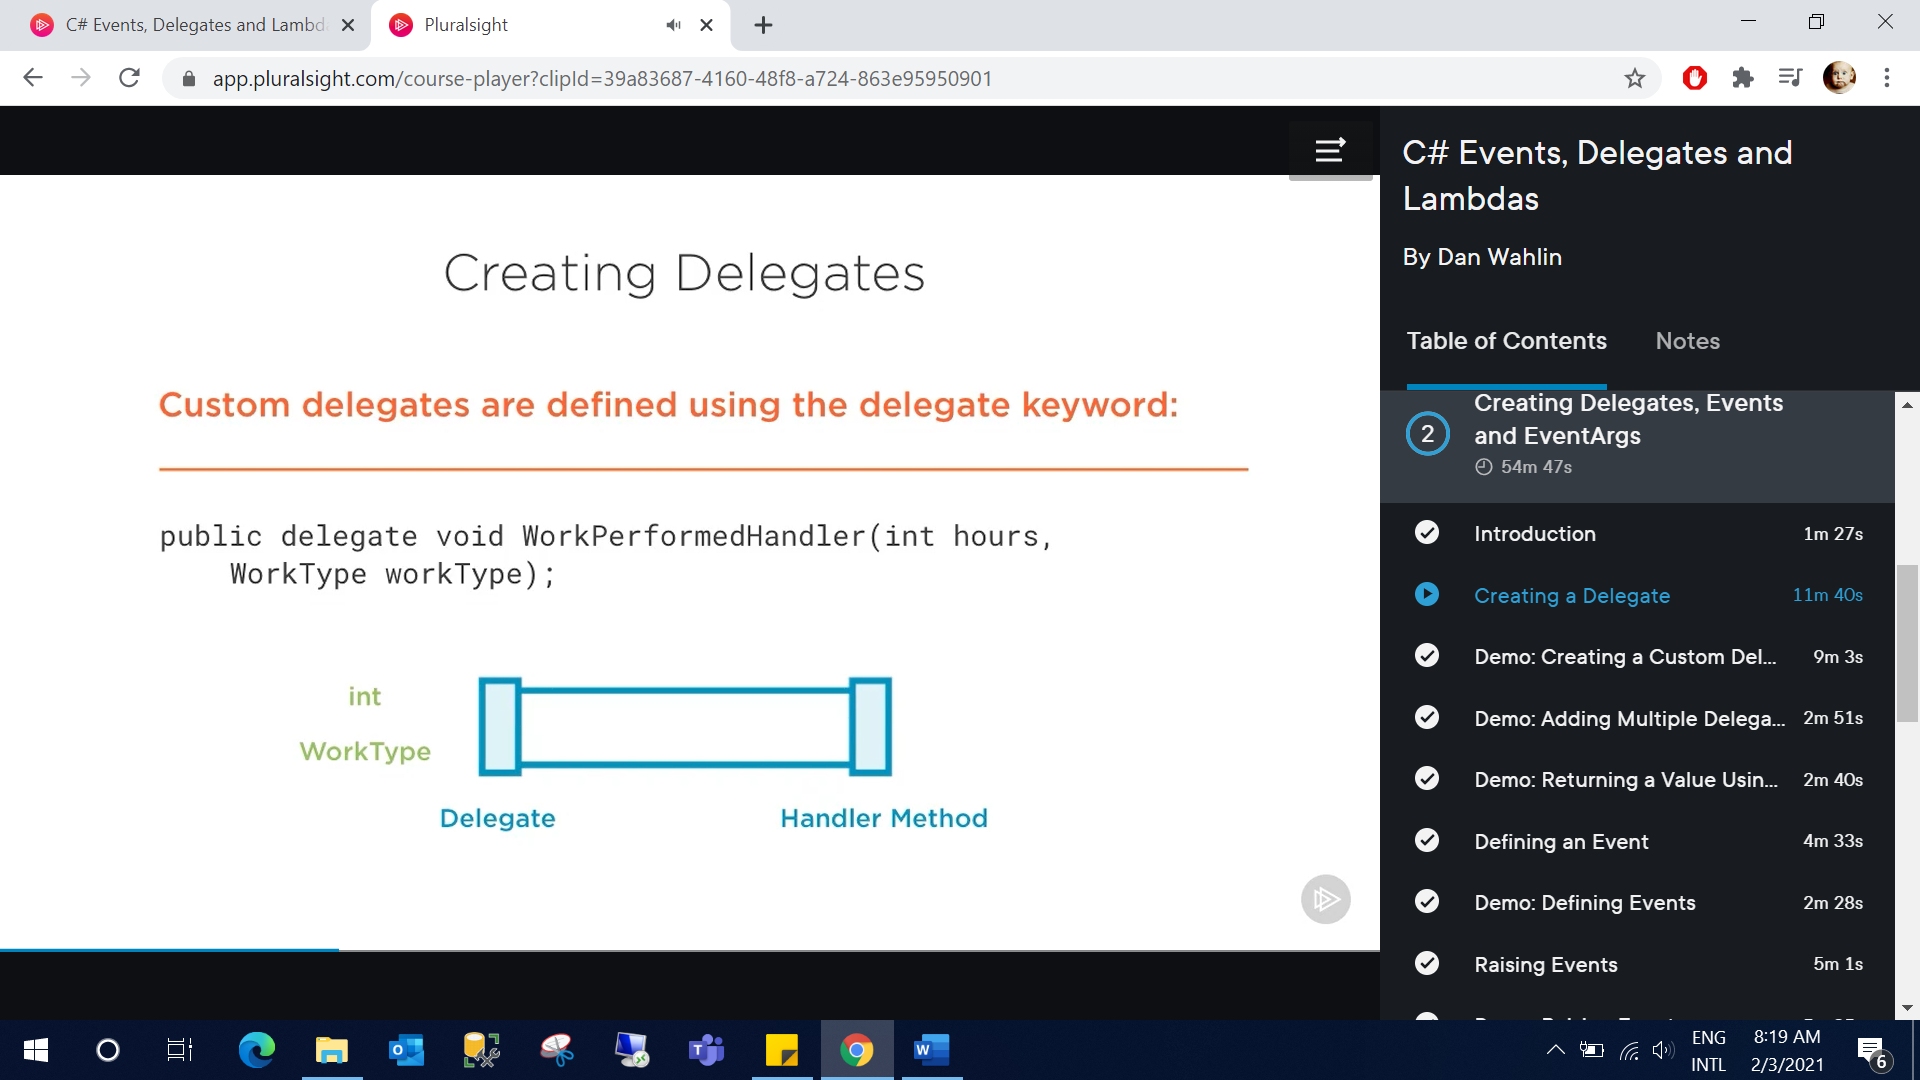 C# Events, Delegates and Lambd
Pluralsight
app.pluralsight.com/course-player?clipId=39a83687-4160-48f8-a724-863e95950901
Creating Delegates
Custom delegates are defined using the delegate keyword:
public delegate void WorkPerformedHandler(int hours,
WorkType workType);
int
WorkType
Delegate
Handler Method
C# Events, Delegates and
Lambdas
By Dan Wahlin
Table of Contents
Notes
2
Creating Delegates, Events
and EventArgs
54m 47s
Introduction 1m 27s
Creating a Delegate 11m 40s
Demo: Creating a Custom Del... 9m 3s
Demo: Adding Multiple Delega... 2m 51s
Demo: Returning a Value Usin... 2m 40s
Defining an Event 4m 33s
Demo: Defining Events 2m 28s
Raising Events 5m 1s
ENG
INTL
8:19 AM
2/3/2021
6